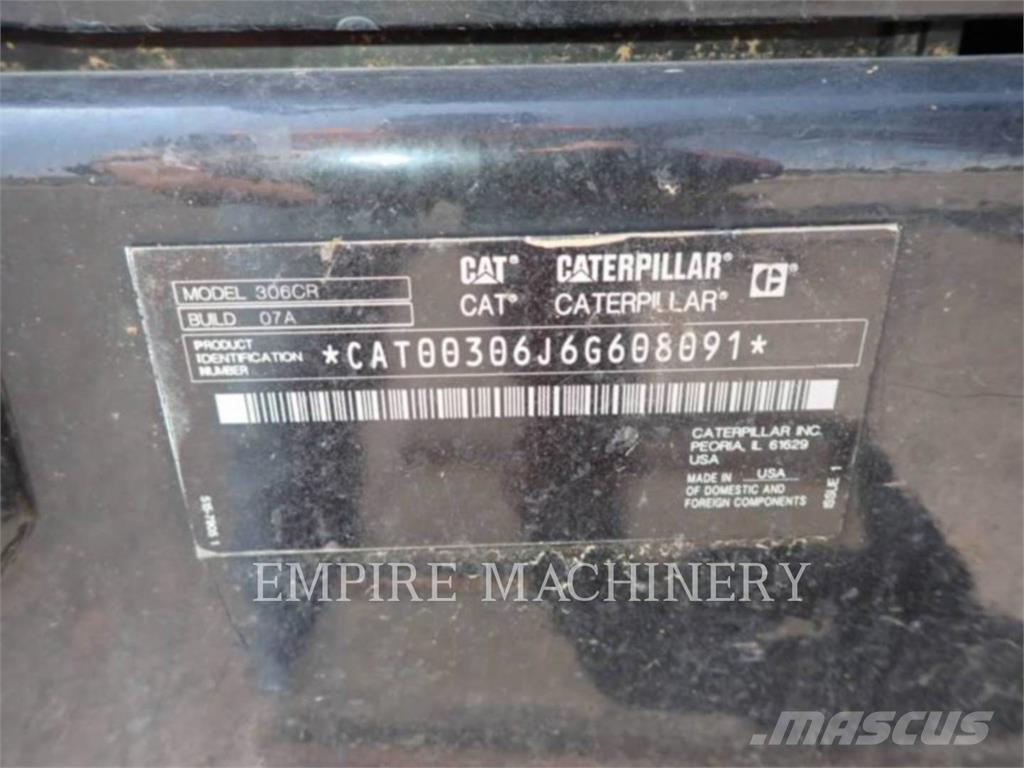 CAT® CATERPILLAR®
CAT® CATERPILLAR®
MODEL 306CR
BUILD 07A
PRODUCT
IDENTIFICATION
NUMBER
*CAT00306J6G608091*
CATERPILLAR INC.
PEORIA, IL 61629
USA
MADE IN USA
OF DOMESTIC AND
FOREIGN COMPONENTS
ISSUE 1
EMPIRE MACHINERY
MASCUS